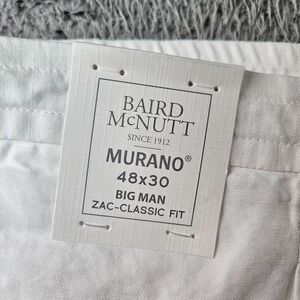 BAIRD
McNUTT
SINCE 1912
MURANO®
48x30
BIG MAN
ZAC-CLASSIC FIT